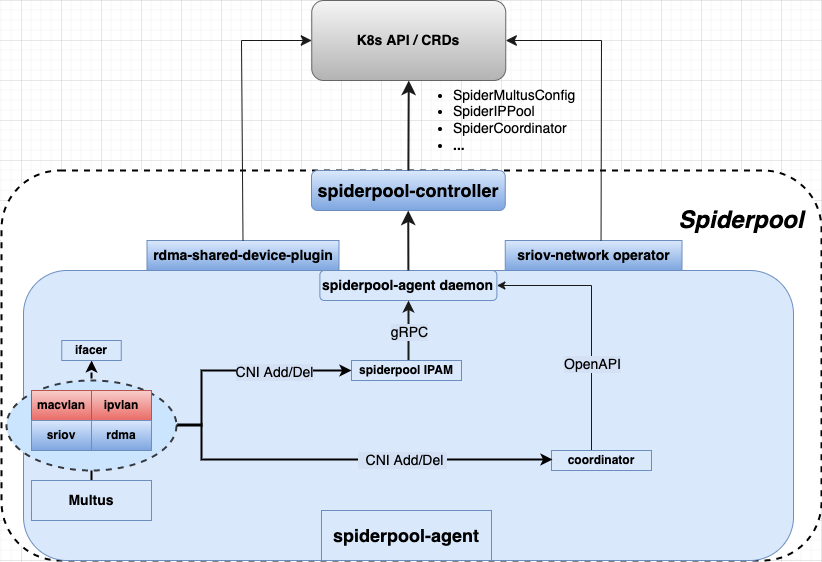 K8s API / CRDs
• SpiderMultusConfig
• SpiderIPPool
• SpiderCoordinator
• ...
spiderpool-controller
Spiderpool
rdma-shared-device-plugin
sriov-network operator
spiderpool-agent daemon
gRPC
ifacer
CNI Add/Del
spiderpool IPAM
OpenAPI
macvlan
ipvlan
sriov
rdma
CNI Add/Del
coordinator
Multus
spiderpool-agent